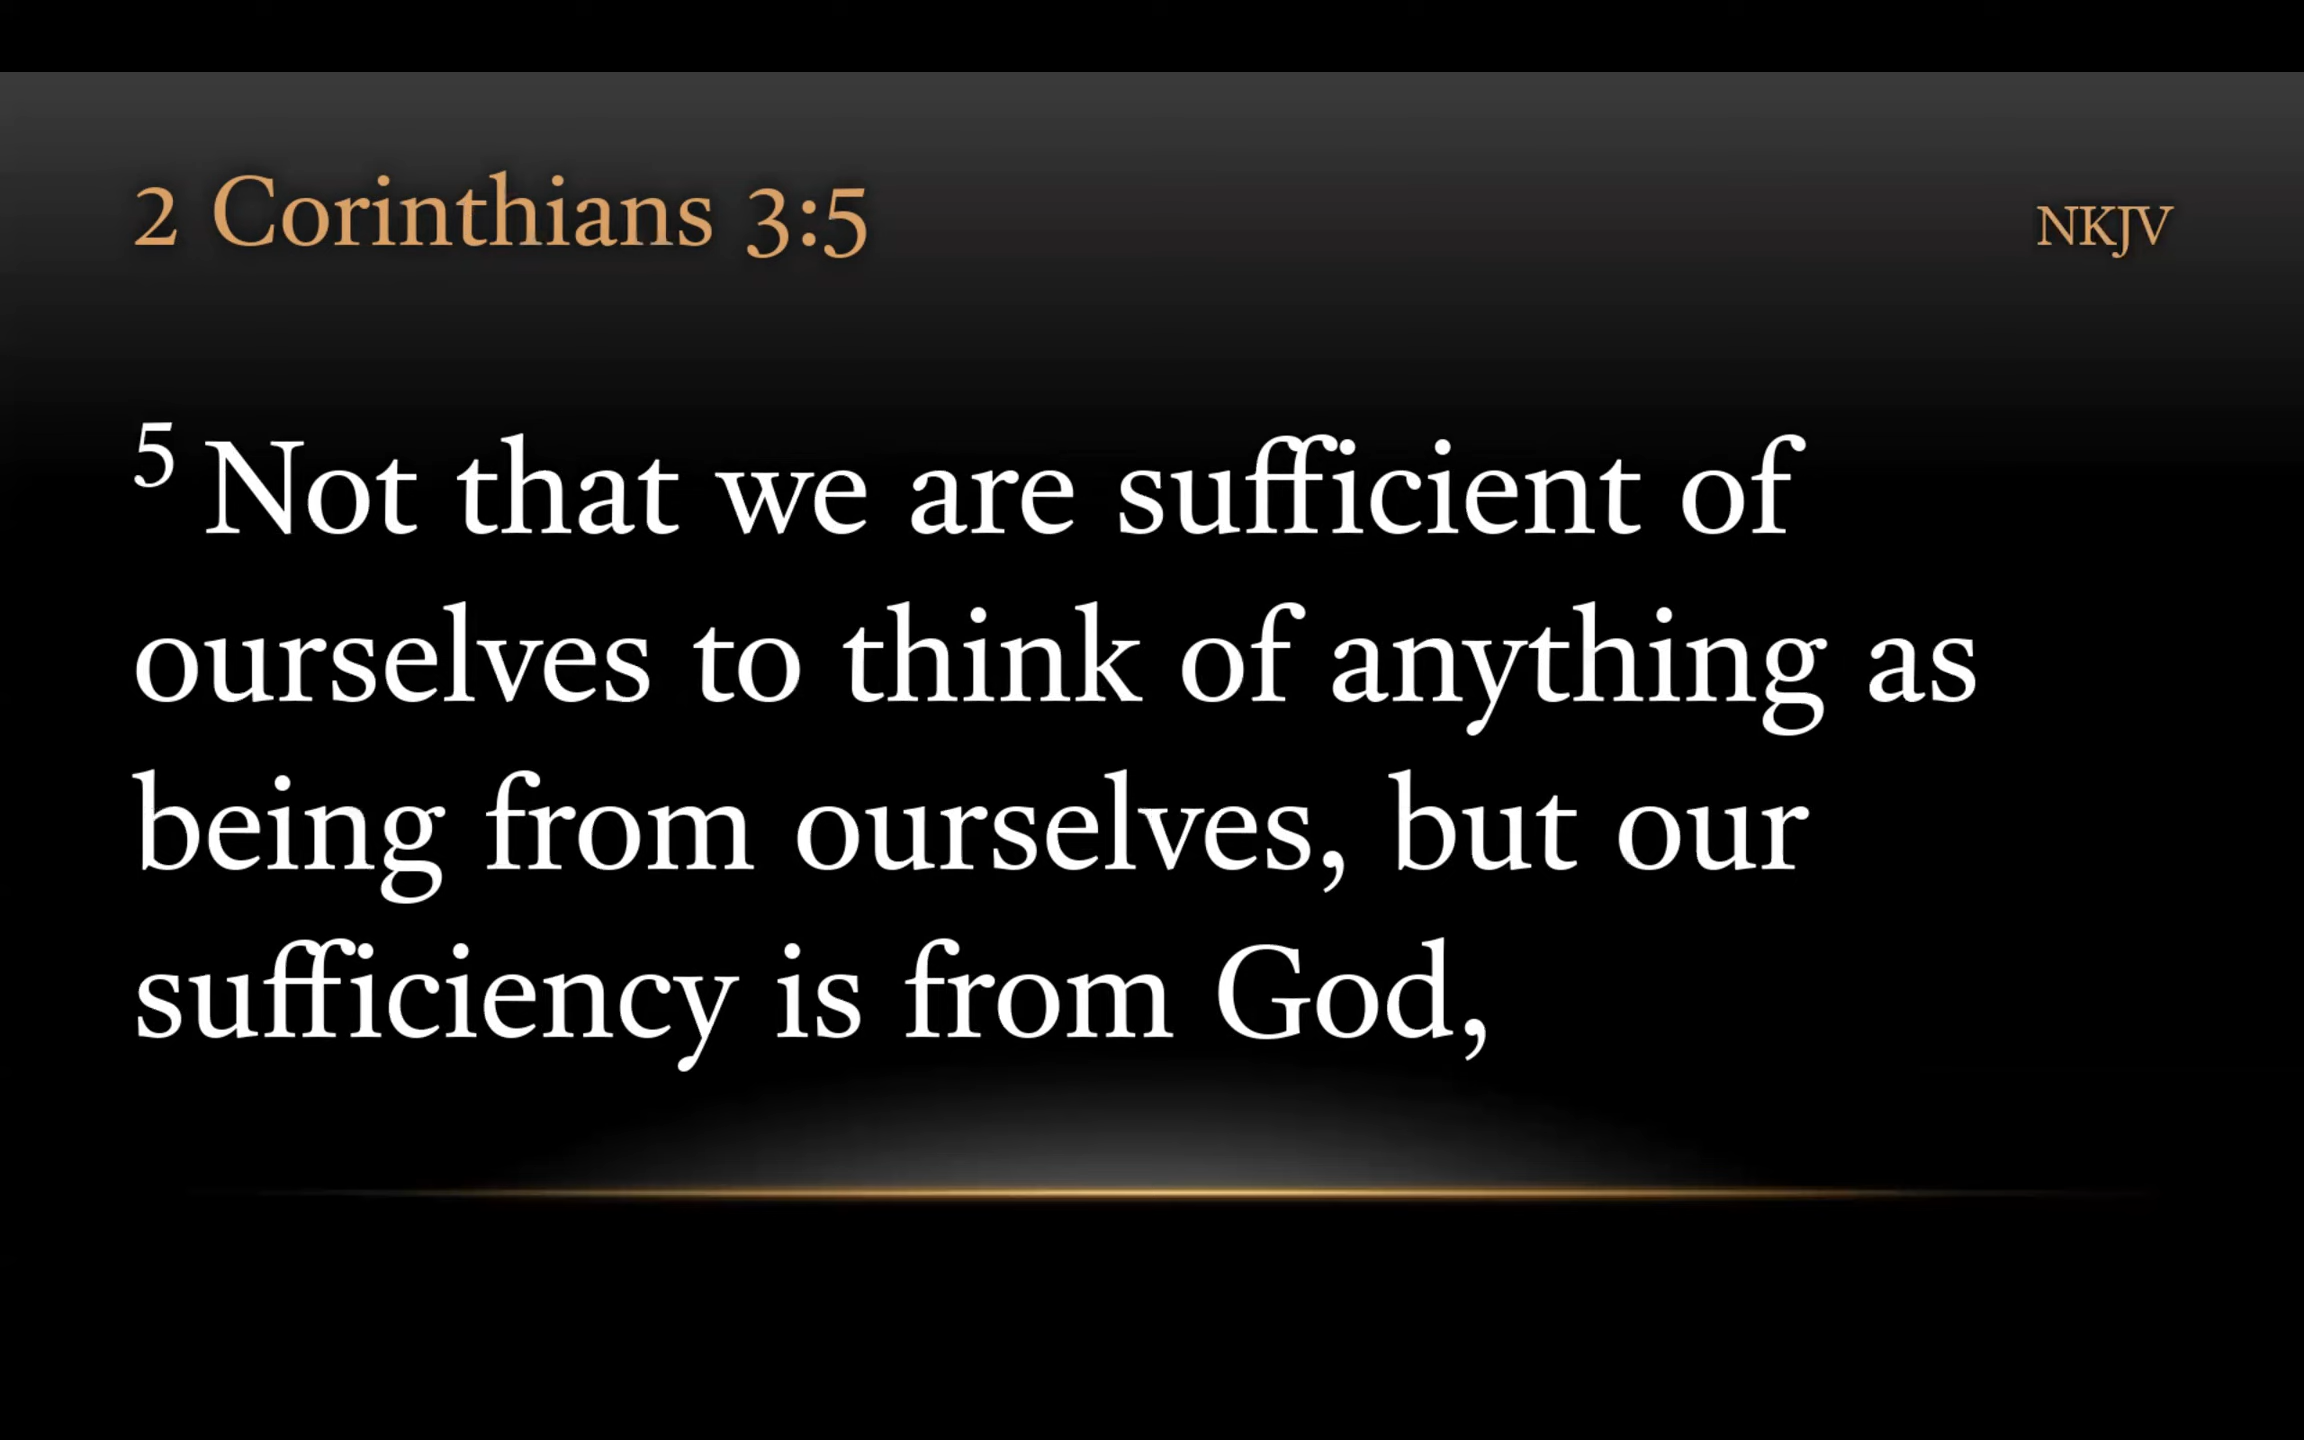 2 Corinthians 3:5
NKJV
5 Not that we are sufficient of
ourselves to think of anything as
being from ourselves, but our
sufficiency is from God,